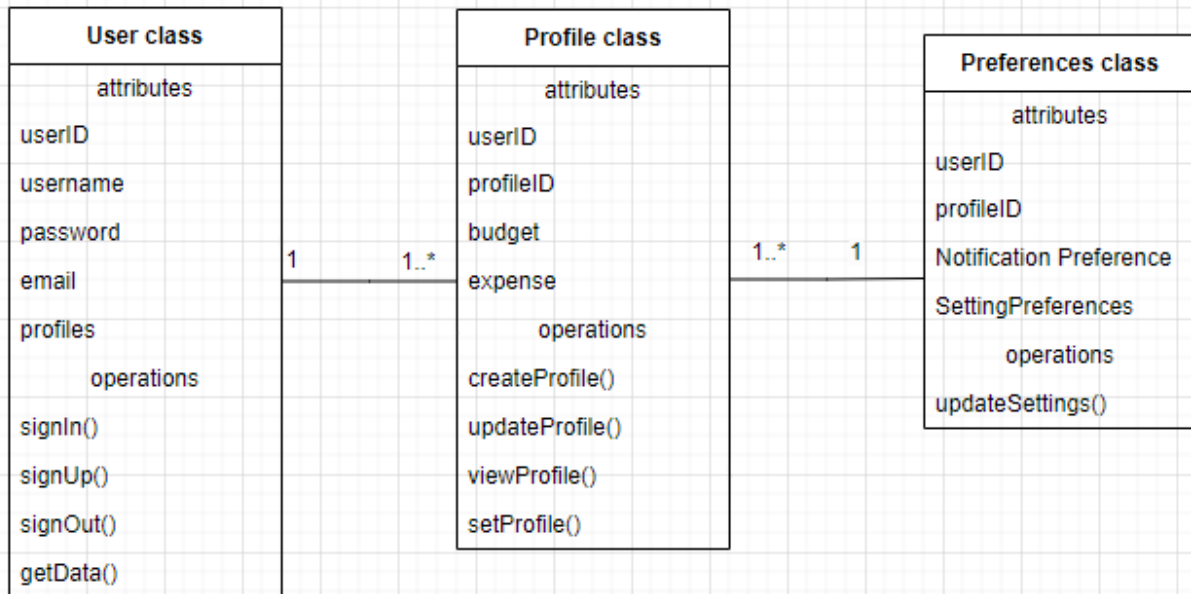 User class
attributes
userID
username
password
email
profiles
operations
signIn()
signUp()
signOut()
getData()
1
1..*
Profile class
attributes
userID
profileID
budget
expense
operations
createProfile()
updateProfile()
viewProfile()
setProfile()
1..*
1
Preferences class
attributes
userID
profileID
Notification Preference
SettingPreferences
operations
updateSettings()